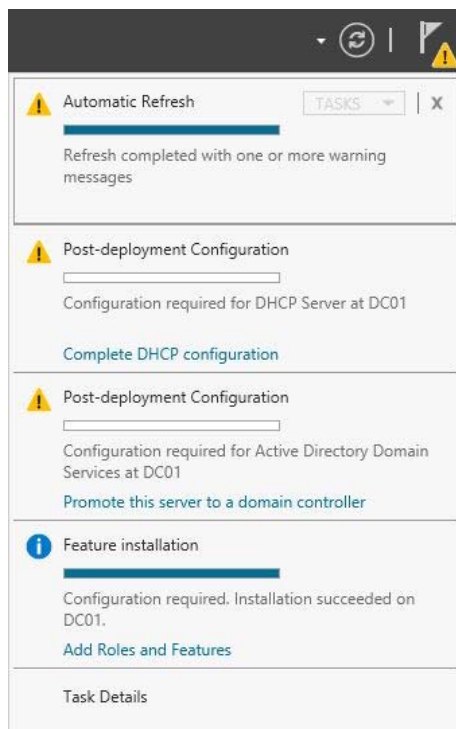 Automatic Refresh
TASKS
X
Refresh completed with one or more warning
messages
Post-deployment Configuration
Configuration required for DHCP Server at DC01
Complete DHCP configuration
Post-deployment Configuration
Configuration required for Active Directory Domain
Services at DC01
Promote this server to a domain controller
Feature installation
Configuration required. Installation succeeded on
DC01.
Add Roles and Features
Task Details